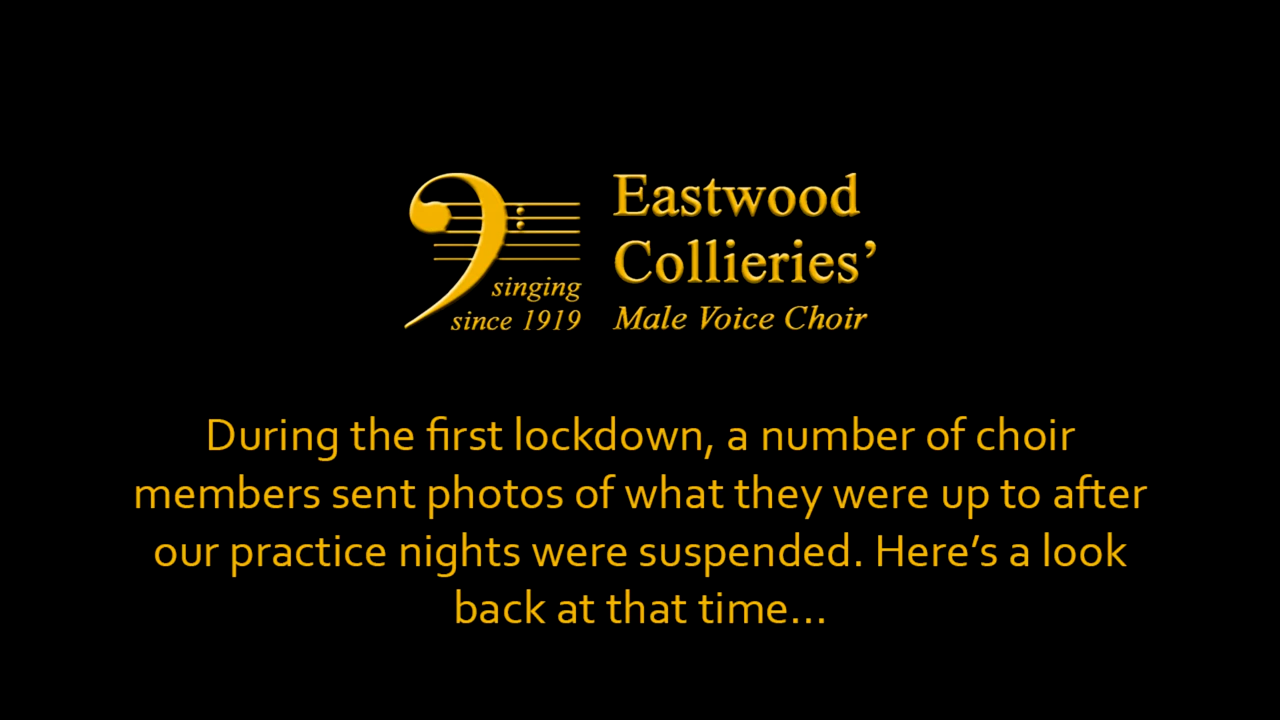 Eastwood
Collieries’
singing
since 1919
Male Voice Choir
During the first lockdown, a number of choir
members sent photos of what they were up to after
our practice nights were suspended. Here’s a look
back at that time...